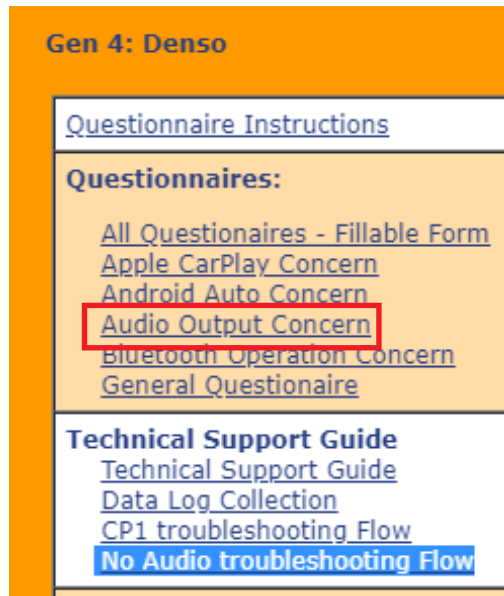 Gen 4: Denso
Questionnaire Instructions
Questionnaires:
All Questionaires - Fillable Form
Apple CarPlay Concern
Android Auto Concern
Audio Output Concern
Bluetooth Operation Concern
General Questionaire
Technical Support Guide
Technical Support Guide
Data Log Collection
CP1 troubleshooting Flow
No Audio troubleshooting Flow